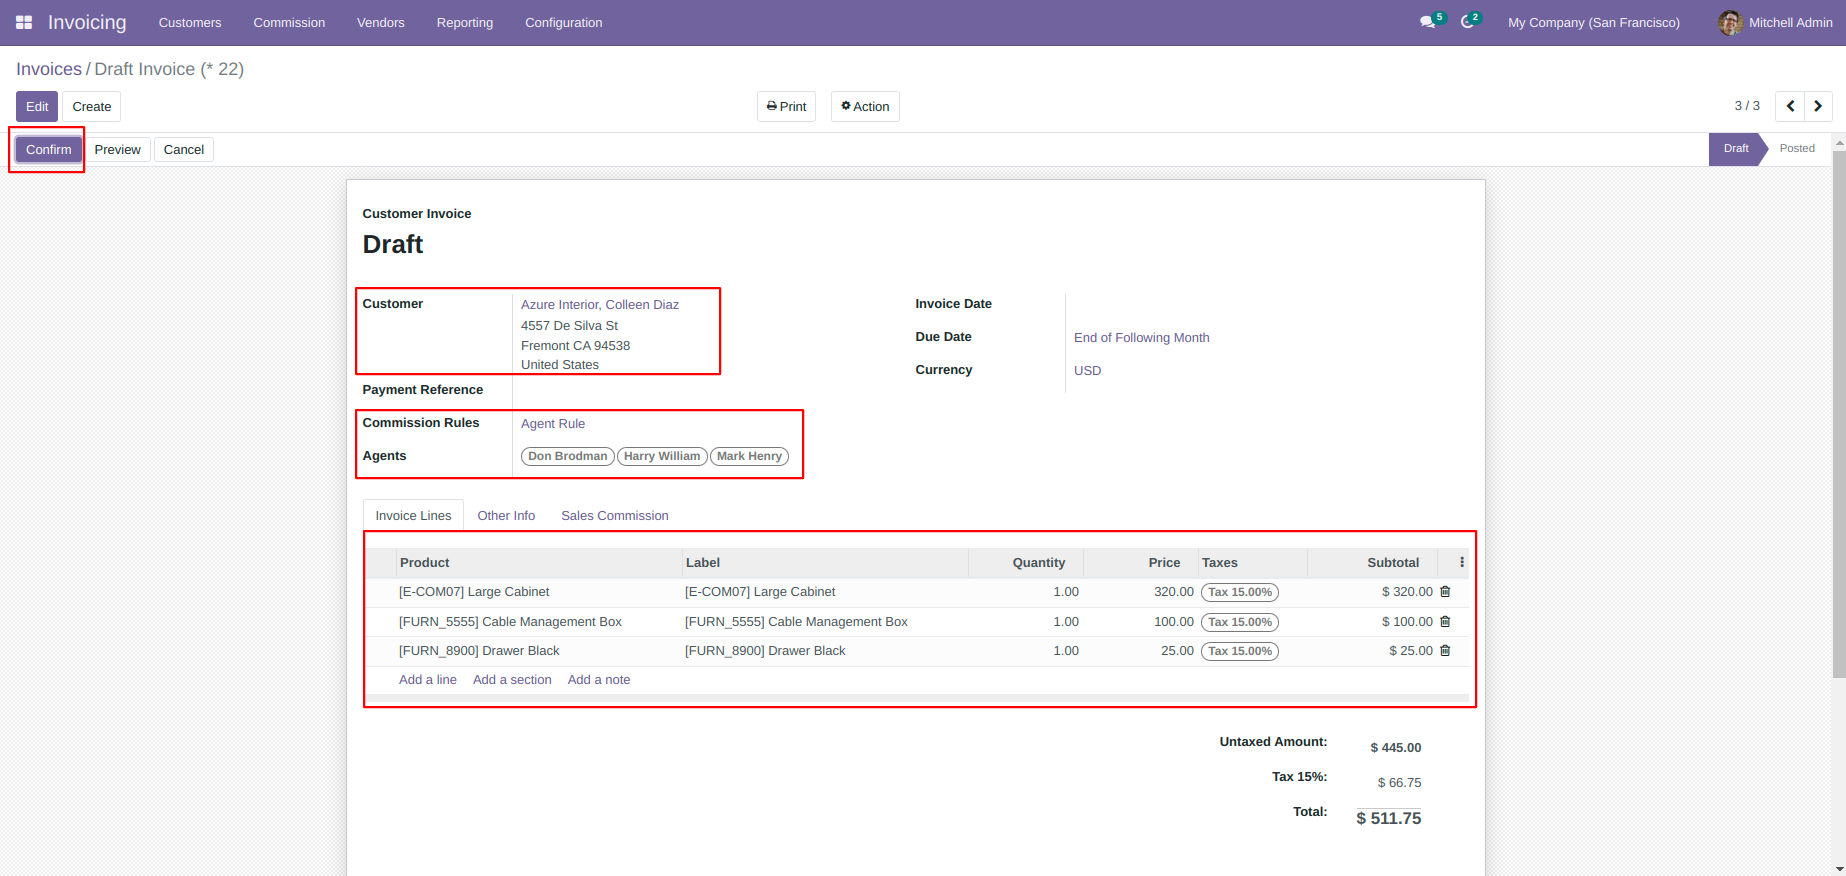 Invoicing Customers Commission Vendors Reporting Configuration 5 2 My Company (San Francisco) Mitchell Admin
Invoices / Draft Invoice (* 22)
Edit Create Print Action 3 / 3
Confirm Preview Cancel Draft Posted
Customer Invoice
Draft
Customer Azure Interior, Colleen Diaz Invoice Date
4557 De Silva St
Fremont CA 94538 Due Date End of Following Month
United States
Currency USD
Payment Reference
Commission Rules Agent Rule
Agents Don Brodman Harry William Mark Henry
Invoice Lines Other Info Sales Commission
Product Label Quantity Price Taxes Subtotal
[E-COM07] Large Cabinet [E-COM07] Large Cabinet 1.00 320.00 Tax 15.00% $ 320.00
[FURN_5555] Cable Management Box [FURN_5555] Cable Management Box 1.00 100.00 Tax 15.00% $ 100.00
[FURN_8900] Drawer Black [FURN_8900] Drawer Black 1.00 25.00 Tax 15.00% $ 25.00
Add a line Add a section Add a note
Untaxed Amount: $ 445.00
Tax 15%: $ 66.75
Total: $ 511.75